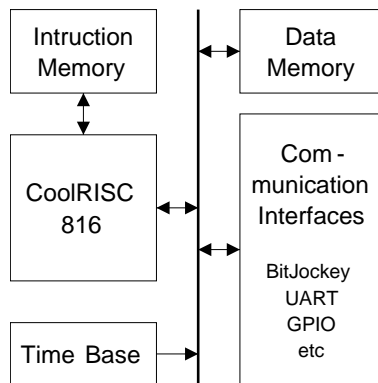 Intruction
Memory
Data
Memory
CoolRISC
816
Com -
munication
Interfaces
BitJockey
UART
GPIO
etc
Time Base